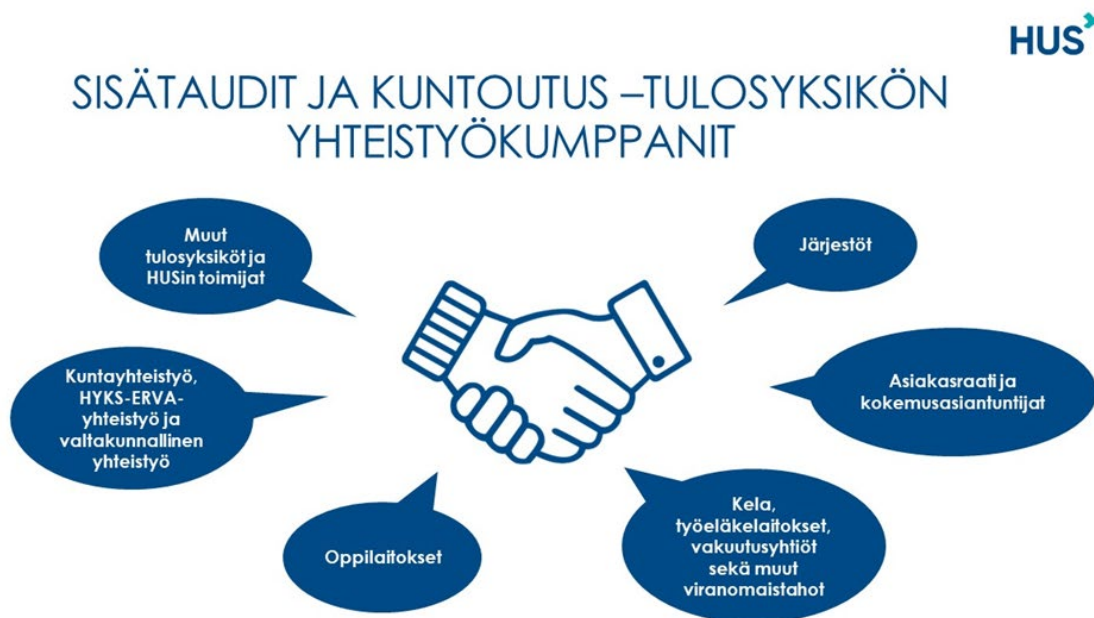 HUS
SISÄTAUDIT JA KUNTOUTUS –TULOSYKSIKÖN
YHTEISTYÖKUMPPANIT
Muut
tulosyksiköt ja
HUSin toimijat
Järjestöt
Kuntayhteistyö,
HYKS-ERVA-
yhteistyö ja
valtakunnallinen
yhteistyö
Asiakasraati ja
kokemusasiantuntijat
Oppilaitokset
Kela,
työeläkelaitokset,
vakuutusyhtiöt
sekä muut
viranomaistahot